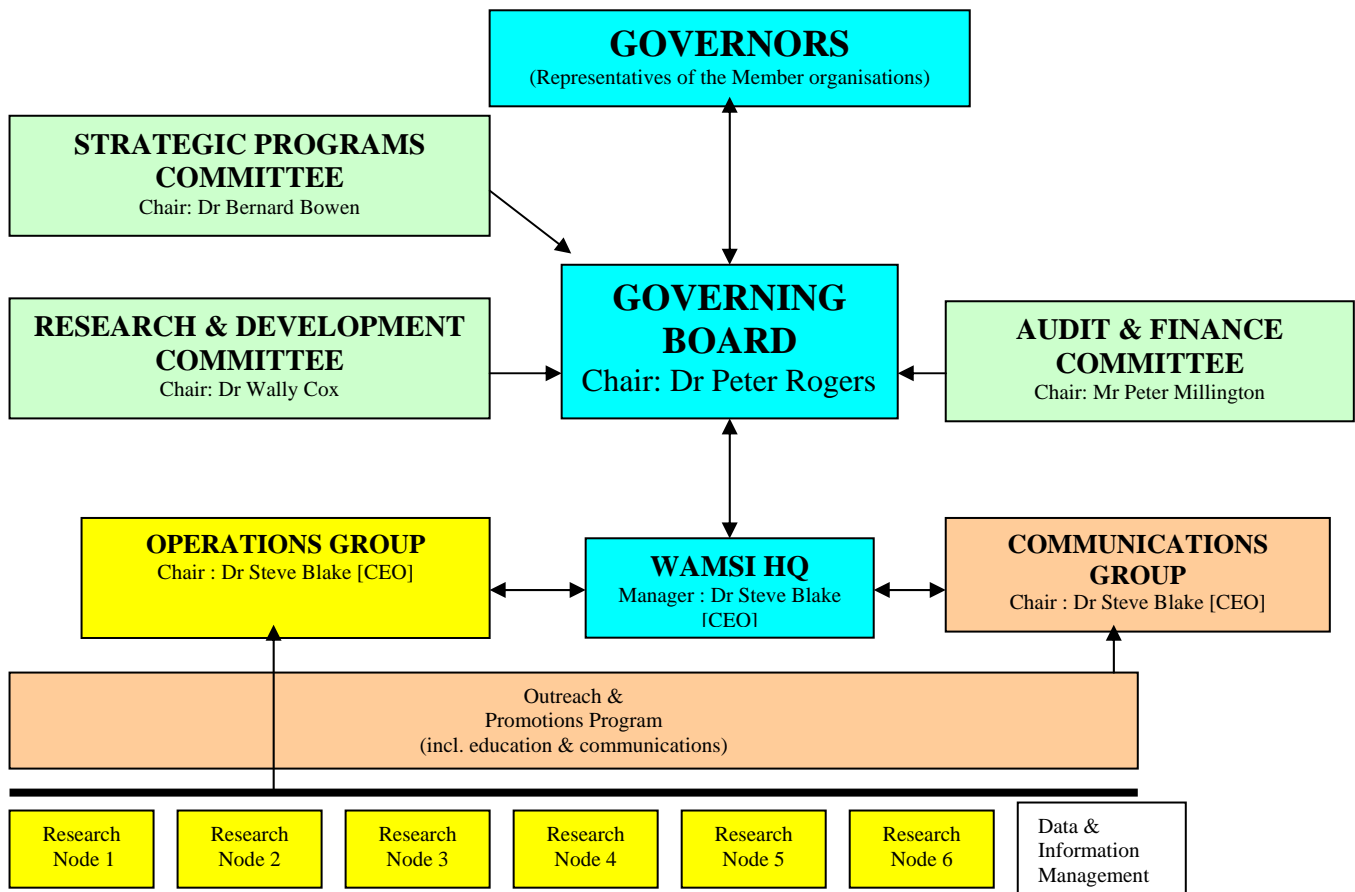 GOVERNORS
(Representatives of the Member organisations)
STRATEGIC PROGRAMS
COMMITTEE
Chair: Dr Bernard Bowen
GOVERNING
BOARD
Chair: Dr Peter Rogers
RESEARCH & DEVELOPMENT
COMMITTEE
Chair: Dr Wally Cox
AUDIT & FINANCE
COMMITTEE
Chair: Mr Peter Millington
OPERATIONS GROUP
Chair : Dr Steve Blake [CEO]
WAMSI HQ
Manager : Dr Steve Blake
[CEO]
COMMUNICATIONS
GROUP
Chair : Dr Steve Blake [CEO]
Outreach &
Promotions Program
(incl. education & communications)
Research
Node 1
Research
Node 2
Research
Node 3
Research
Node 4
Research
Node 5
Research
Node 6
Data &
Information
Management